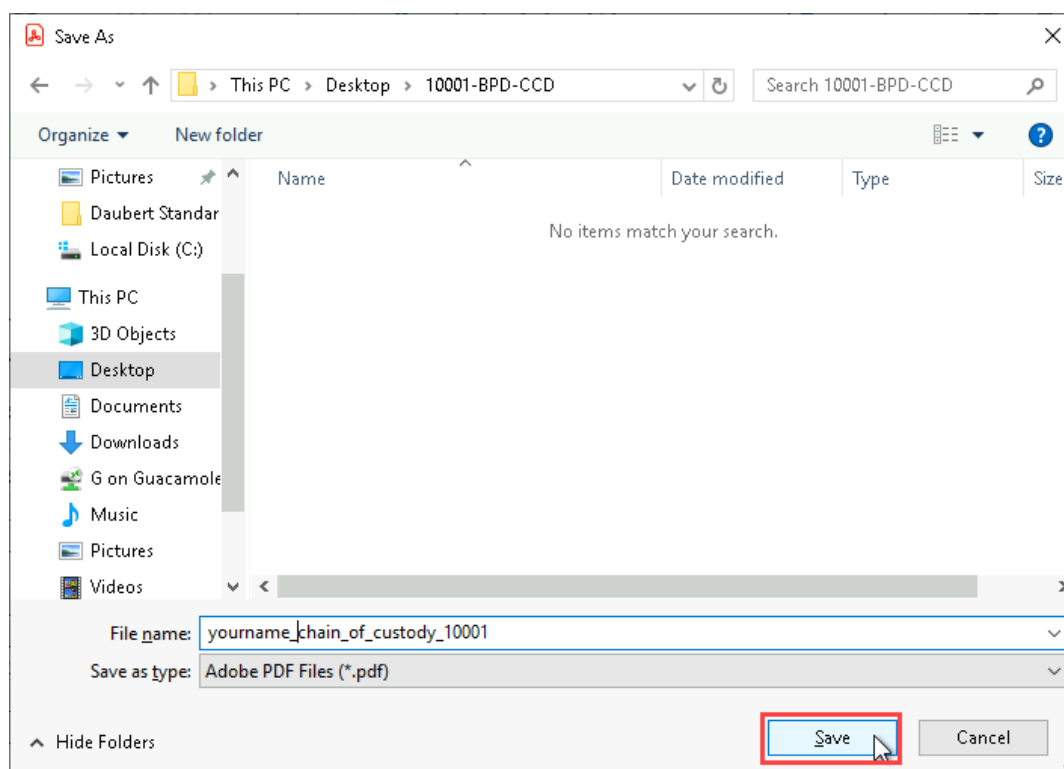 Save As
This PC > Desktop > 10001-BPD-CCD
Search 10001-BPD-CCD
Organize
New folder
?
Name
Date modified
Type
Size
Pictures
Daubert Standar
Local Disk (C:)
This PC
3D Objects
Desktop
Documents
Downloads
G on Guacamole
Music
Pictures
Videos
No items match your search.
File name: yourname_chain_of_custody_10001
Save as type: Adobe PDF Files (*.pdf)
Hide Folders
Save
Cancel